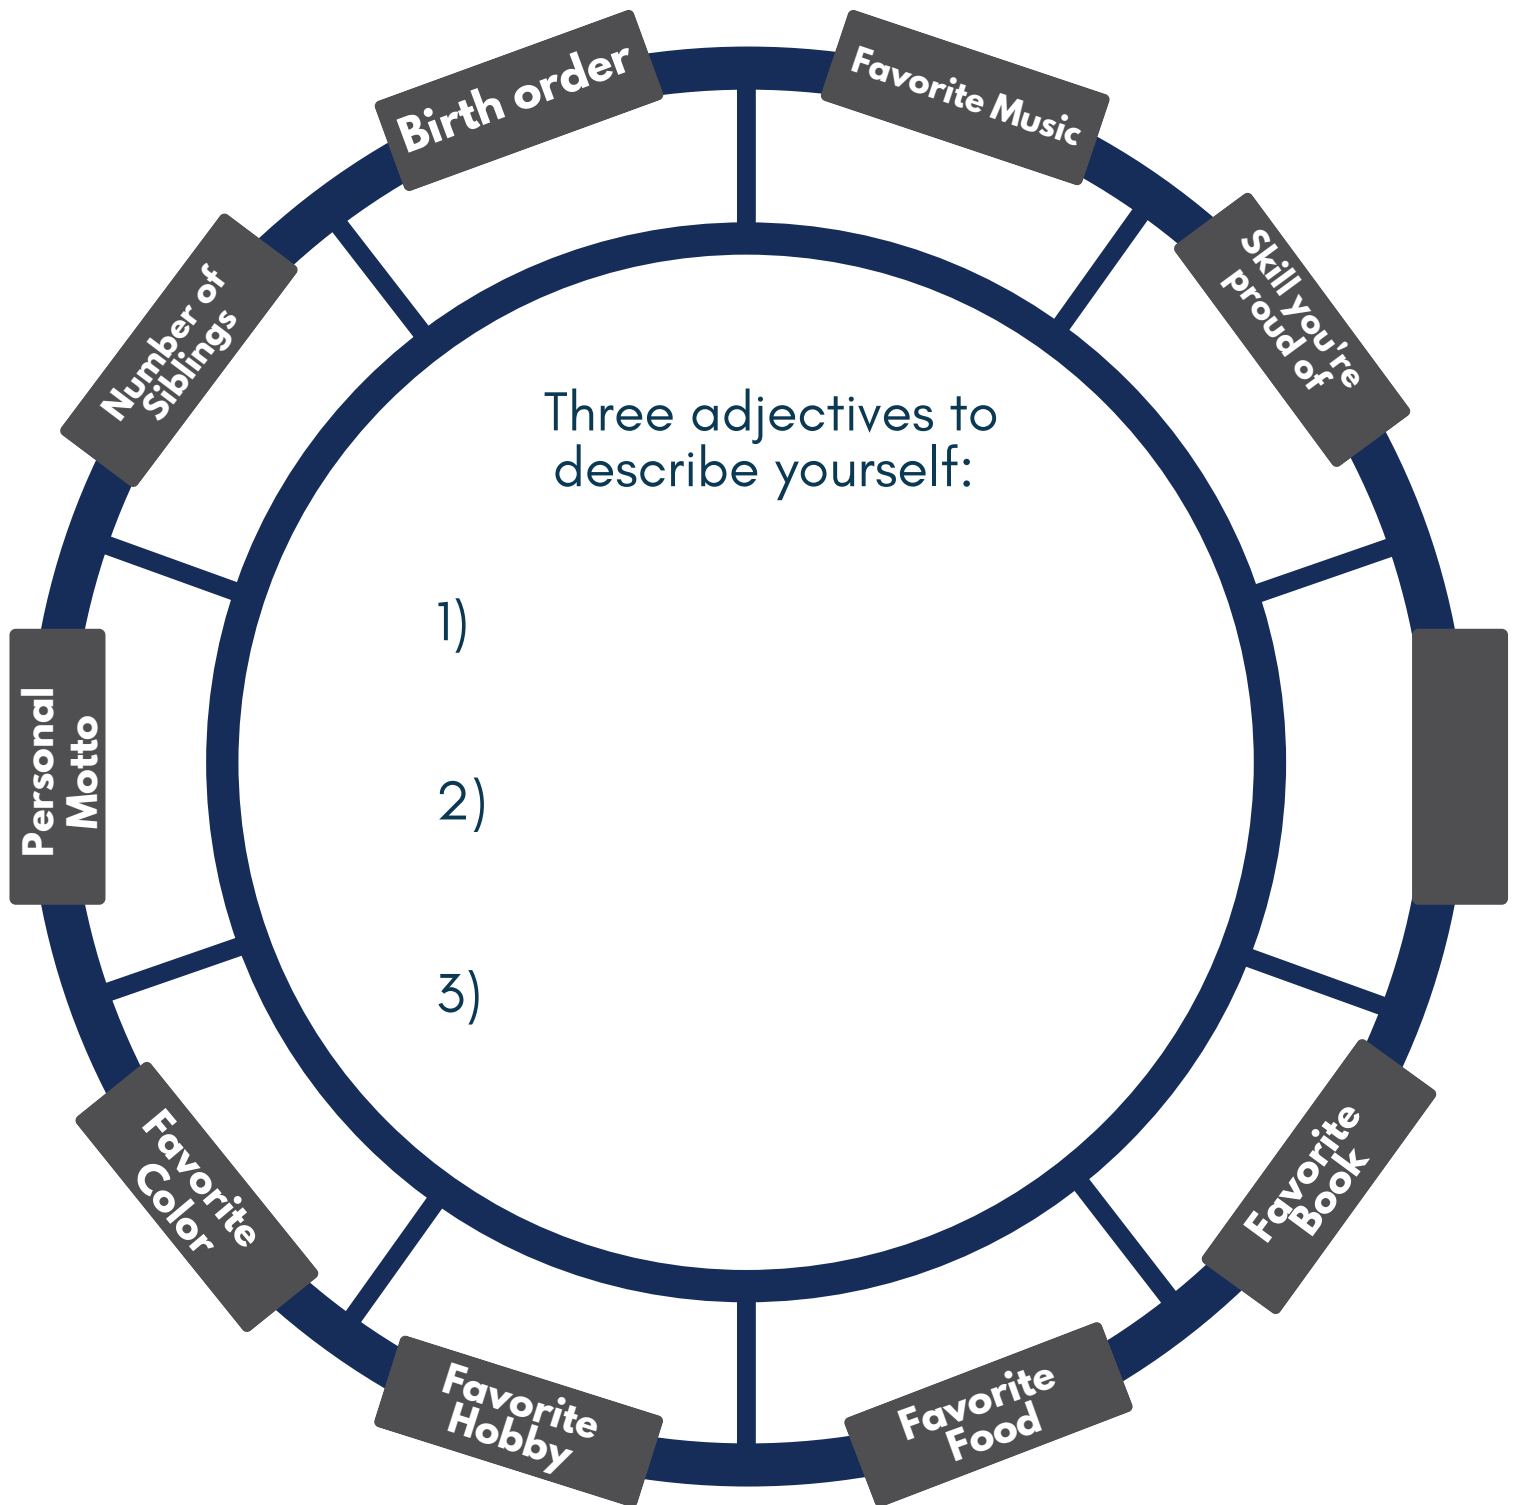 Birth order
Favorite Music
Skill you're
proud of
Number of
Siblings
Three adjectives to
describe yourself:
1)
2)
3)
Personal
Motto
Favorite
Color
Favorite
Book
Favorite
Hobby
Favorite
Food